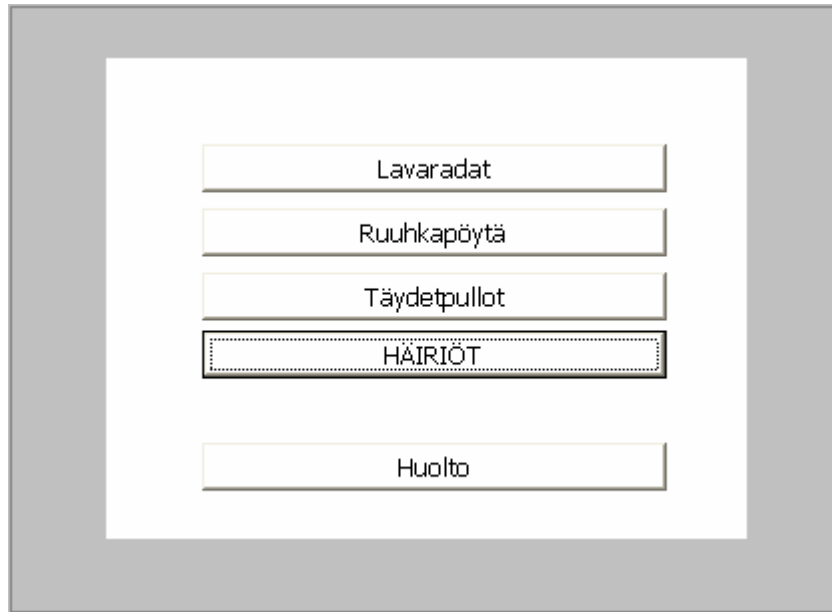 Lavaradat
Ruuhkapöytä
Täydetpullot
HÄIRIÖT
Huolto